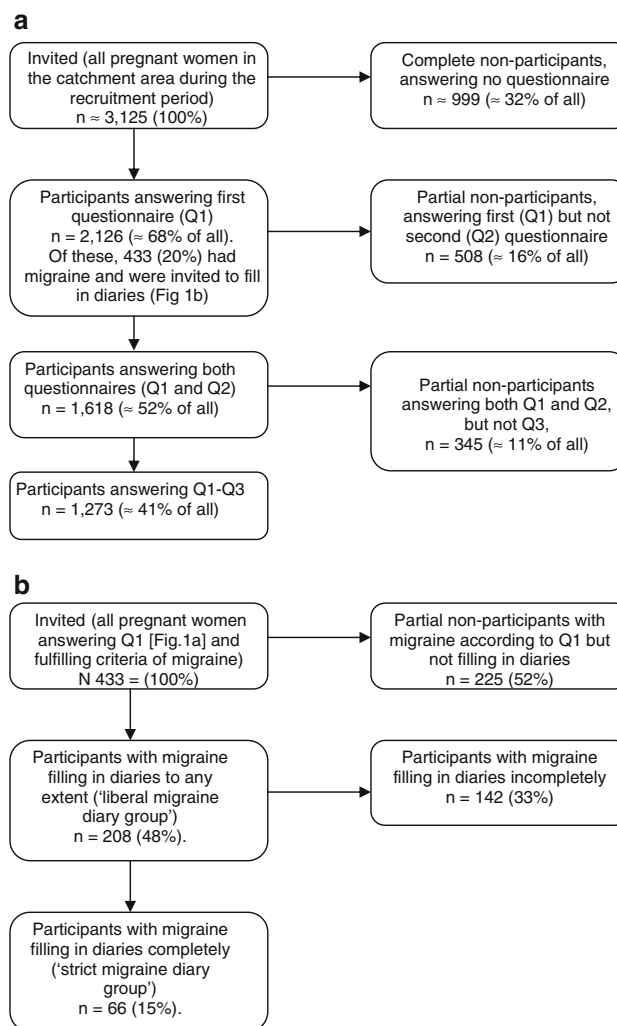 a
Invited (all pregnant women in
the catchment area during the
recruitment period)
n ≈ 3,125 (100%)
Complete non-participants,
answering no questionnaire
n ≈ 999 (≈ 32% of all)
Participants answering first
questionnaire (Q1)
n = 2,126 (≈ 68% of all).
Of these, 433 (20%) had
migraine and were invited to fill
in diaries (Fig 1b)
Partial non-participants,
answering first (Q1) but not
second (Q2) questionnaire
n = 508 (≈ 16% of all)
Participants answering both
questionnaires (Q1 and Q2)
n = 1,618 (≈ 52% of all)
Partial non-participants
answering both Q1 and Q2,
but not Q3,
n = 345 (≈ 11% of all)
Participants answering Q1-Q3
n = 1,273 (≈ 41% of all)
b
Invited (all pregnant women
answering Q1 [Fig.1a] and
fulfilling criteria of migraine)
N 433 = (100%)
Partial non-participants with
migraine according to Q1 but
not filling in diaries
n = 225 (52%)
Participants with migraine
filling in diaries to any
extent (‘liberal migraine
diary group’)
n = 208 (48%).
Participants with migraine
filling in diaries incompletely
n = 142 (33%)
Participants with migraine
filling in diaries completely
(‘strict migraine diary
group’)
n = 66 (15%).